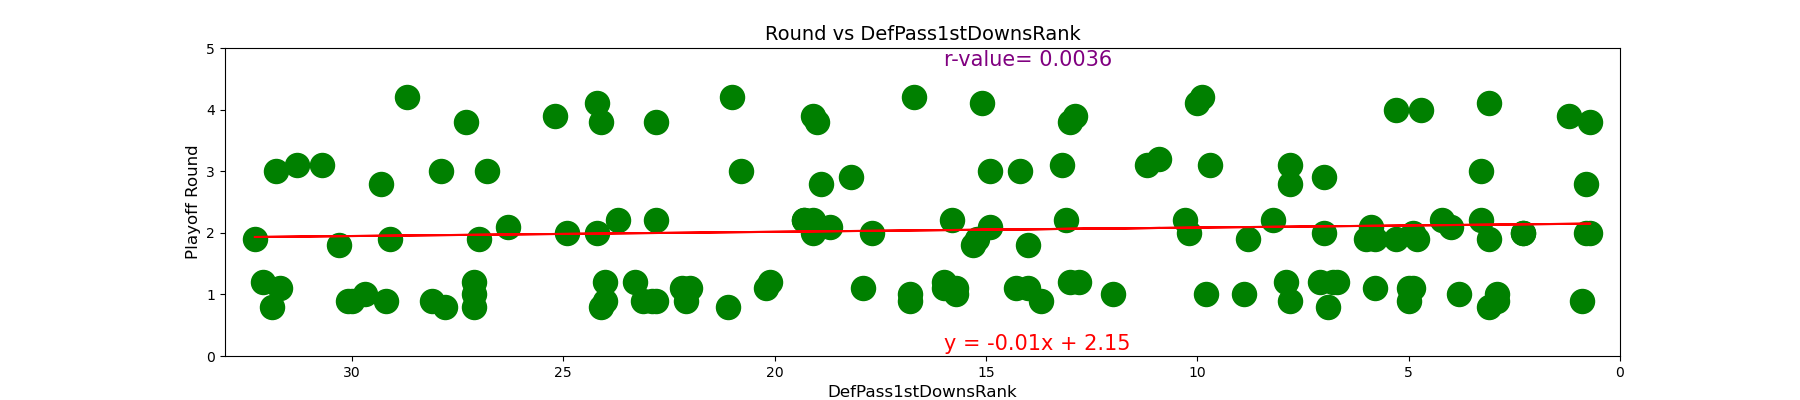 Round vs DefPass1stDownsRank
r-value= 0.0036
5
4
3
2
1
0
Playoff Round
y = -0.01x + 2.15
30 25 20 15 10 5 0
DefPass1stDownsRank